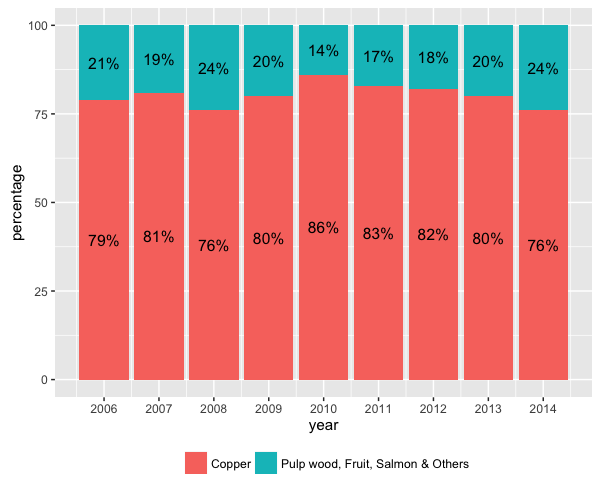 100
75
50
25
0
percentage
21% 19% 24% 20% 14% 17% 18% 20% 24%
79% 81% 76% 80% 86% 83% 82% 80% 76%
2006 2007 2008 2009 2010 2011 2012 2013 2014
year
Copper Pulp wood, Fruit, Salmon & Others